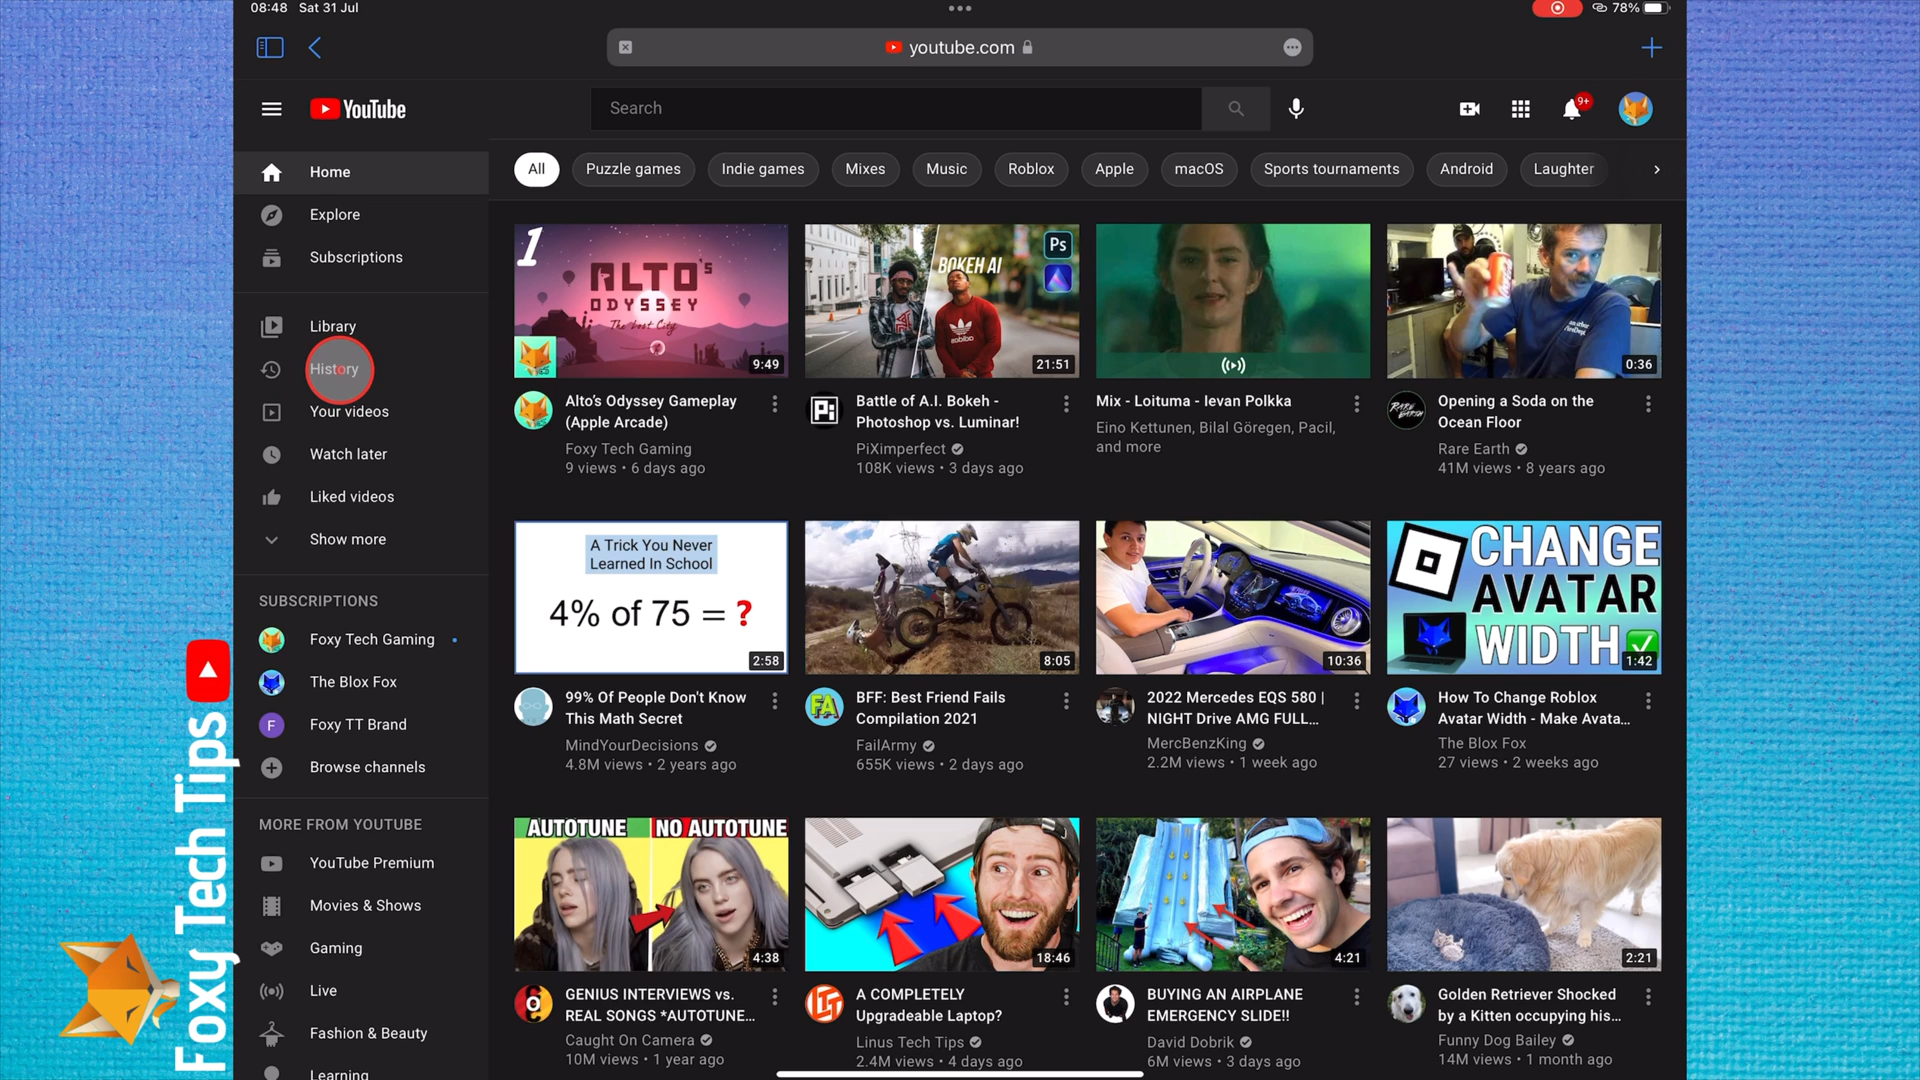 08:48 Sat 31 Jul
78%
youtube.com
YouTube
Search
9+
Home
Explore
Subscriptions
Library
History
Your videos
Watch later
Liked videos
Show more
SUBSCRIPTIONS
Foxy Tech Gaming
The Blox Fox
F
Foxy TT Brand
Browse channels
MORE FROM YOUTUBE
YouTube Premium
Movies & Shows
Gaming
Live
Fashion & Beauty
Learning
All
Puzzle games
Indie games
Mixes
Music
Roblox
Apple
macOS
Sports tournaments
Android
Laughter
1
ALTO'S
ODYSSEY
The Lost City
9:49
Alto's Odyssey Gameplay
(Apple Arcade)
Foxy Tech Gaming
9 views • 6 days ago
BOKEH AI
Ps
adidas
21:51
Pi
Battle of A.I. Bokeh -
Photoshop vs. Luminar!
PiXimperfect
108K views • 3 days ago
Mix - Loituma - Ievan Polkka
Eino Kettunen, Bilal Göregen, Pacil,
and more
0:36
RARE EARTH
Opening a Soda on the
Ocean Floor
Rare Earth
41M views • 8 years ago
A Trick You Never
Learned In School
4% of 75 = ?
2:58
99% Of People Don't Know
This Math Secret
MindYourDecisions
4.8M views • 2 years ago
8:05
FA
BFF: Best Friend Fails
Compilation 2021
FailArmy
655K views • 2 days ago
10:36
2022 Mercedes EQS 580 |
NIGHT Drive AMG FULL...
MercBenzKing
2.2M views • 1 week ago
CHANGE
AVATAR
WIDTH
1:42
How To Change Roblox
Avatar Width - Make Avata...
The Blox Fox
27 views • 2 weeks ago
AUTOTUNE
NO AUTOTUNE
4:38
GENIUS INTERVIEWS vs.
REAL SONGS *AUTOTUNE...
Caught On Camera
10M views • 1 year ago
18:46
LTT
A COMPLETELY
Upgradeable Laptop?
Linus Tech Tips
2.4M views • 4 days ago
4:21
BUYING AN AIRPLANE
EMERGENCY SLIDE!!
David Dobrik
6M views • 3 days ago
2:21
Golden Retriever Shocked
by a Kitten occupying his...
Funny Dog Bailey
14M views • 1 month ago
Foxy Tech Tips